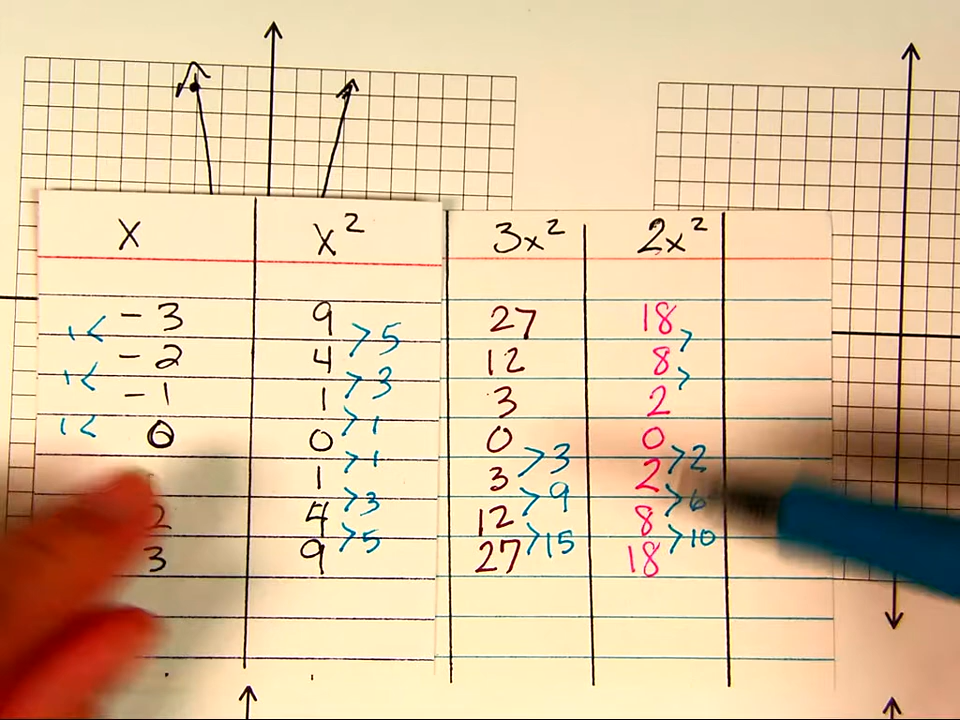 x x² 3x² 2x²
-3 9 27 18
1< >5 >
-2 4 12 8
1< >3 >
-1 1 3 2
1< >1
0 0 0 0
>1 >3 >2
1 3 2
>3 >9 >6
2 4 12 8
>5 >15 >10
3 9 27 18